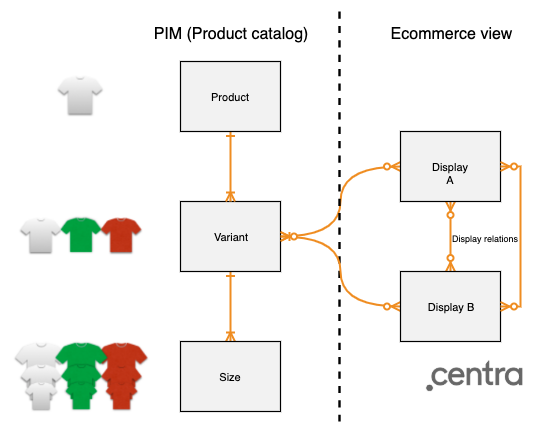 PIM (Product catalog)
Ecommerce view
Product
Display
A
Variant
Display relations
Display B
Size
.centra